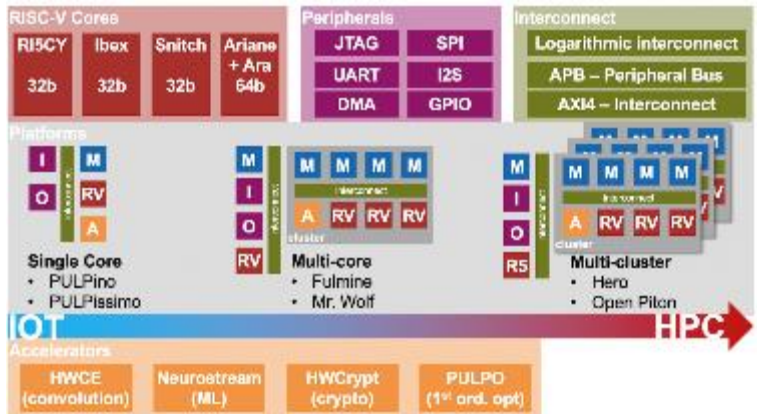 RISC-V Cores
RI5CY
32b
Ibex
32b
Snitch
32b
Ariane
+ Ara
64b
Peripherals
JTAG
SPI
UART
I2S
DMA
GPIO
Interconnect
Logarithmic interconnect
APB – Peripheral Bus
AXI4 – Interconnect
Platforms
I
O
interconnect
M
RV
A
Single Core
• PULPino
• PULPissimo
M
I
O
RV
interconnect
M M M M
interconnect
A RV RV RV
cluster
Multi-core
• Fulmine
• Mr. Wolf
M
I
O
R5
interconnect
M M M M
M M M M
M M M M
interconnect
A RV RV RV
cluster
Multi-cluster
• Hero
• Open Piton
IOT
HPC
Accelerators
HWCE
(convolution)
Neurostream
(ML)
HWCrypt
(crypto)
PULPO
(1st ord. opt)